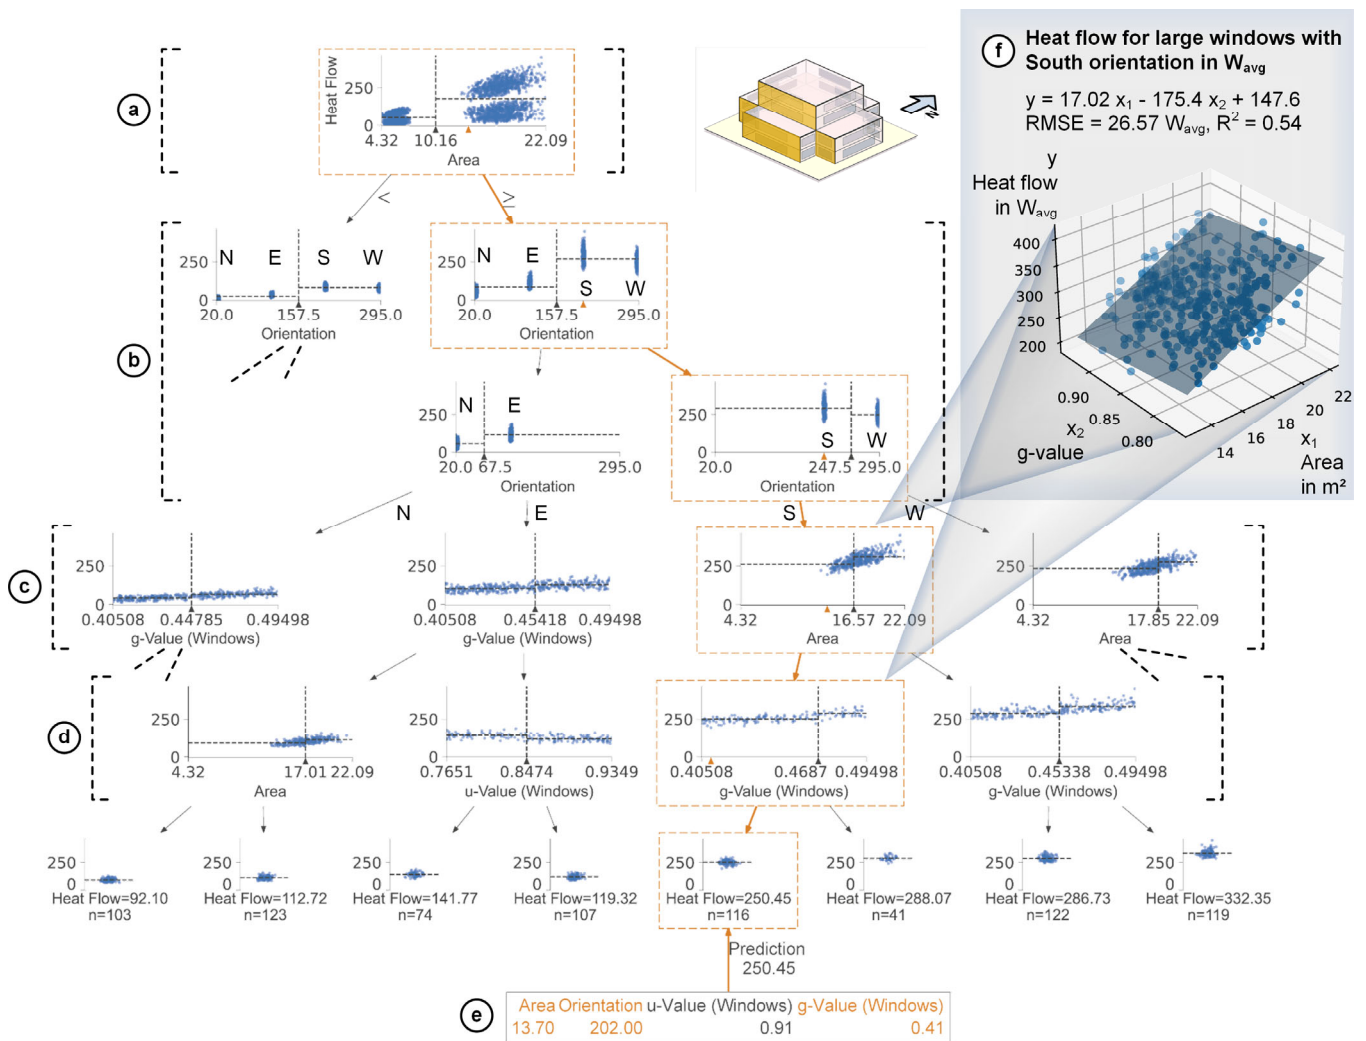 a
Heat Flow
250
0
4.32 10.16 22.09
Area
N
f
Heat flow for large windows with
South orientation in Wavg
y = 17.02 x1 - 175.4 x2 + 147.6
RMSE = 26.57 Wavg, R² = 0.54
y
Heat flow
in Wavg
400
350
300
250
200
0.90
0.85
0.80
x2
g-value
14
16
18
20
22
x1
Area
in m²
< ≥
b
N E S W
250
0
20.0 157.5 295.0
Orientation
N E
S W
250
0
20.0 157.5 295.0
Orientation
N E
250
0
20.0 67.5 295.0
Orientation
S W
250
0
20.0 247.5 295.0
Orientation
N E S W
c
250
0
0.40508 0.44785 0.49498
g-Value (Windows)
250
0
0.40508 0.45418 0.49498
g-Value (Windows)
250
0
4.32 16.57 22.09
Area
250
0
4.32 17.85 22.09
Area
d
250
0
4.32 17.01 22.09
Area
250
0
0.7651 0.8474 0.9349
u-Value (Windows)
250
0
0.40508 0.4687 0.49498
g-Value (Windows)
250
0
0.40508 0.45338 0.49498
g-Value (Windows)
250
0
Heat Flow=92.10
n=103
250
0
Heat Flow=112.72
n=123
250
0
Heat Flow=141.77
n=74
250
0
Heat Flow=119.32
n=107
250
0
Heat Flow=250.45
n=116
250
0
Heat Flow=288.07
n=41
250
0
Heat Flow=286.73
n=122
250
0
Heat Flow=332.35
n=119
Prediction
250.45
e
Area Orientation u-Value (Windows) g-Value (Windows)
13.70 202.00 0.91 0.41